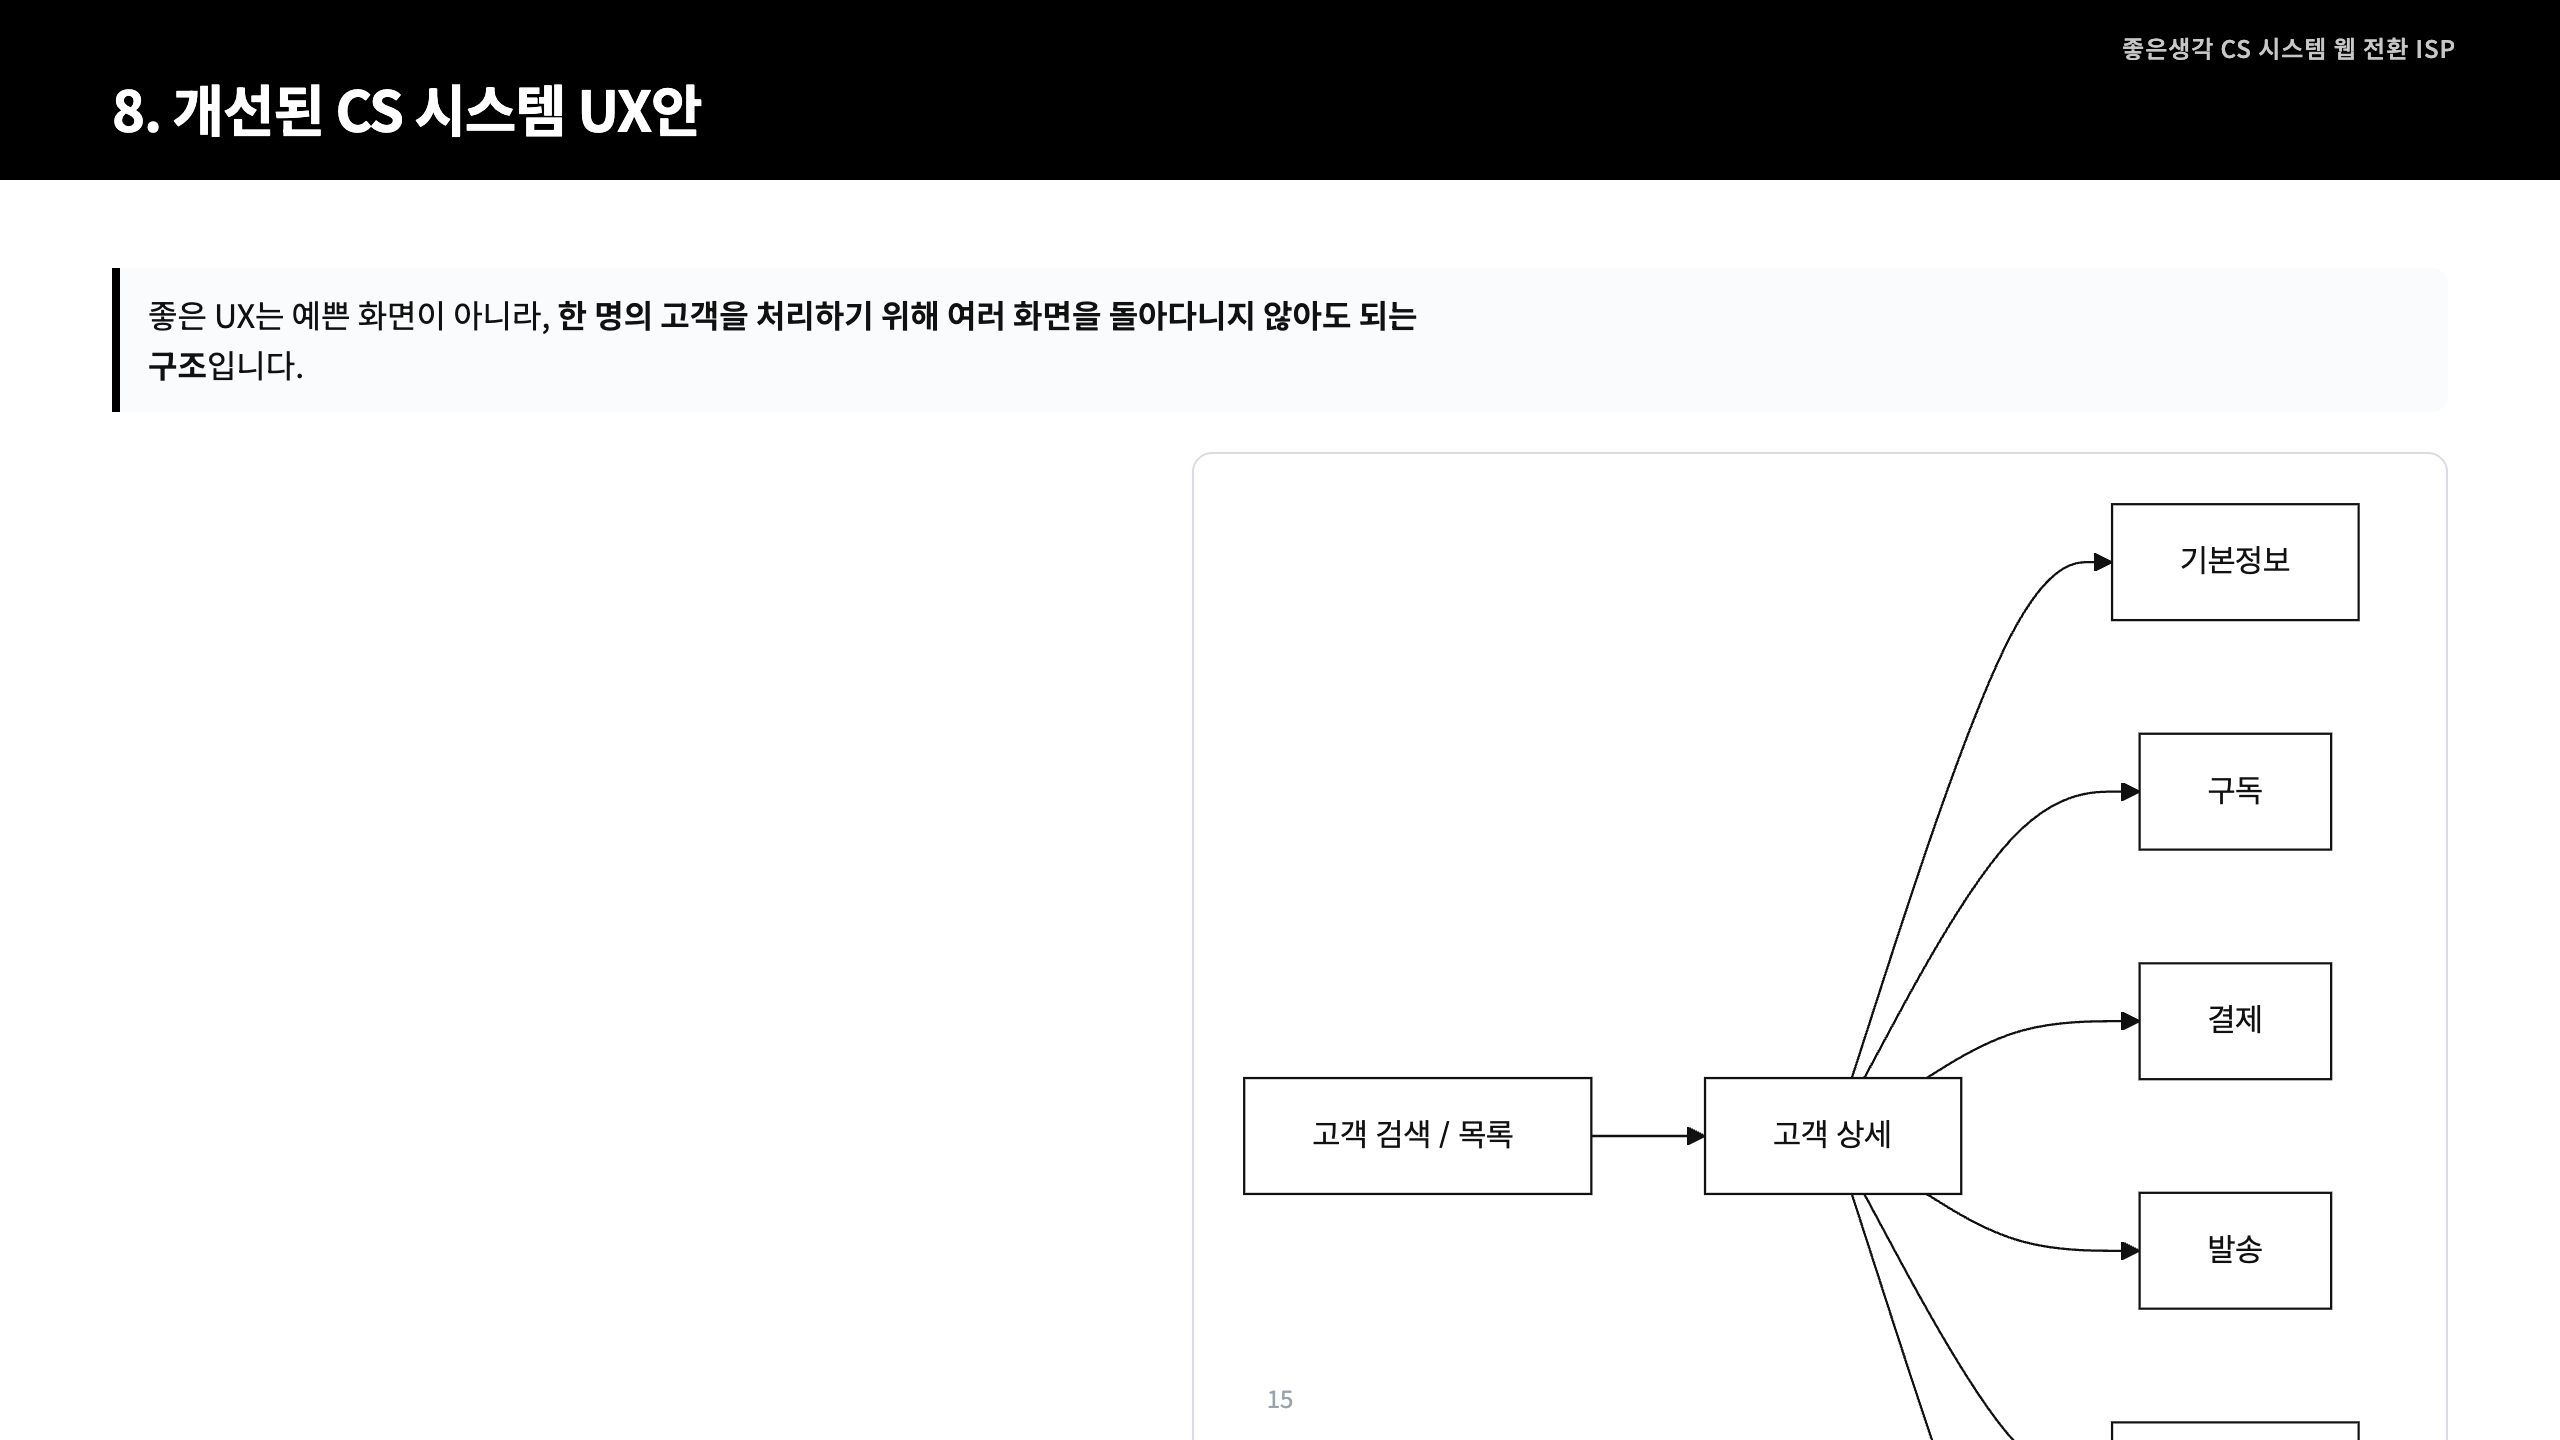 좋은생각 CS 시스템 웹 전환 ISP
8. 개선된 CS 시스템 UX안
좋은 UX는 예쁜 화면이 아니라, 한 명의 고객을 처리하기 위해 여러 화면을 돌아다니지 않아도 되는
구조입니다.
기본정보
구독
결제
고객 검색 / 목록
고객 상세
발송
15